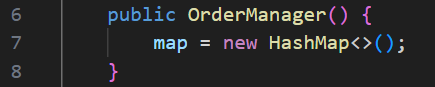 6 public OrderManager() {
7 map = new HashMap<>();
8 }